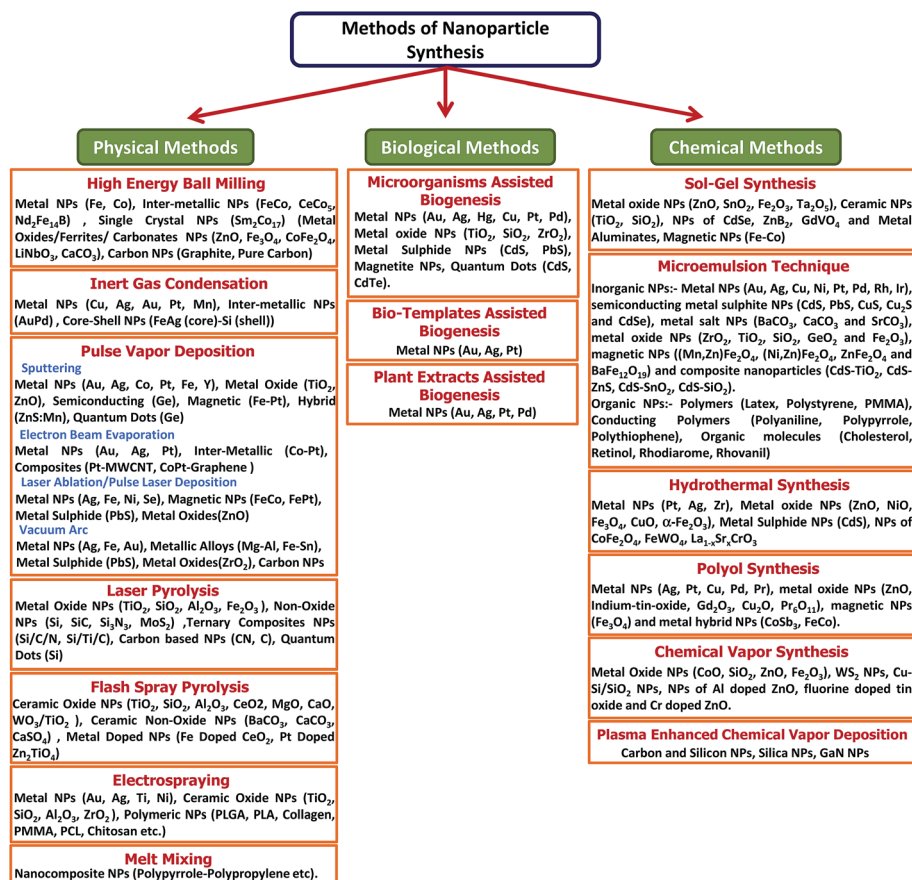 Methods of Nanoparticle
Synthesis
Physical Methods
High Energy Ball Milling
Metal NPs (Fe, Co), Inter-metallic NPs (FeCo, CeCo₅,
Nd₂Fe₁₄B) , Single Crystal NPs (Sm₂Co₁₇) (Metal
Oxides/Ferrites/ Carbonates NPs (ZnO, Fe₃O₄, CoFe₂O₄,
LiNbO₃, CaCO₃), Carbon NPs (Graphite, Pure Carbon)
Inert Gas Condensation
Metal NPs (Cu, Ag, Au, Pt, Mn), Inter-metallic NPs
(AuPd) , Core-Shell NPs (FeAg (core)-Si (shell))
Pulse Vapor Deposition
Sputtering
Metal NPs (Au, Ag, Co, Pt, Fe, Y), Metal Oxide (TiO₂,
ZnO), Semiconducting (Ge), Magnetic (Fe-Pt), Hybrid
(ZnS:Mn), Quantum Dots (Ge)
Electron Beam Evaporation
Metal NPs (Au, Ag, Pt), Inter-Metallic (Co-Pt),
Composites (Pt-MWCNT, CoPt-Graphene )
Laser Ablation/Pulse Laser Deposition
Metal NPs (Ag, Fe, Ni, Se), Magnetic NPs (FeCo, FePt),
Metal Sulphide (PbS), Metal Oxides(ZnO)
Vacuum Arc
Metal NPs (Ag, Fe, Au), Metallic Alloys (Mg-Al, Fe-Sn),
Metal Sulphide (PbS), Metal Oxides(ZrO₂), Carbon NPs
Laser Pyrolysis
Metal Oxide NPs (TiO₂, SiO₂, Al₂O₃, Fe₂O₃ ), Non-Oxide
NPs (Si, SiC, Si₃N₃, MoS₂) ,Ternary Composites NPs
(Si/C/N, Si/Ti/C), Carbon based NPs (CN, C), Quantum
Dots (Si)
Flash Spray Pyrolysis
Ceramic Oxide NPs (TiO₂, SiO₂, Al₂O₃, CeO2, MgO, CaO,
WO₃/TiO₂ ), Ceramic Non-Oxide NPs (BaCO₃, CaCO₃,
CaSO₄) , Metal Doped NPs (Fe Doped CeO₂, Pt Doped
Zn₂TiO₄)
Electrospraying
Metal NPs (Au, Ag, Ti, Ni), Ceramic Oxide NPs (TiO₂,
SiO₂, Al₂O₃, ZrO₂ ), Polymeric NPs (PLGA, PLA, Collagen,
PMMA, PCL, Chitosan etc.)
Melt Mixing
Nanocomposite NPs (Polypyrrole-Polypropylene etc).
Biological Methods
Microorganisms Assisted
Biogenesis
Metal NPs (Au, Ag, Hg, Cu, Pt, Pd),
Metal oxide NPs (TiO₂, SiO₂, ZrO₂),
Metal Sulphide NPs (CdS, PbS),
Magnetite NPs, Quantum Dots (CdS,
CdTe).
Bio-Templates Assisted
Biogenesis
Metal NPs (Au, Ag, Pt)
Plant Extracts Assisted
Biogenesis
Metal NPs (Au, Ag, Pt, Pd)
Chemical Methods
Sol-Gel Synthesis
Metal oxide NPs (ZnO, SnO₂, Fe₂O₃, Ta₂O₅), Ceramic NPs
(TiO₂, SiO₂), NPs of CdSe, ZnB₂, GdVO₄ and Metal
Aluminates, Magnetic NPs (Fe-Co)
Microemulsion Technique
Inorganic NPs:- Metal NPs (Au, Ag, Cu, Ni, Pt, Pd, Rh, Ir),
semiconducting metal sulphite NPs (CdS, PbS, CuS, Cu₂S
and CdSe), metal salt NPs (BaCO₃, CaCO₃ and SrCO₃),
metal oxide NPs (ZrO₂, TiO₂, SiO₂, GeO₂ and Fe₂O₃),
magnetic NPs ((Mn,Zn)Fe₂O₄, (Ni,Zn)Fe₂O₄, ZnFe₂O₄ and
BaFe₁₂O₁₉) and composite nanoparticles (CdS-TiO₂, CdS-
ZnS, CdS-SnO₂, CdS-SiO₂).
Organic NPs:- Polymers (Latex, Polystyrene, PMMA),
Conducting Polymers (Polyaniline, Polypyrrole,
Polythiophene), Organic molecules (Cholesterol,
Retinol, Rhodiarome, Rhovanil)
Hydrothermal Synthesis
Metal NPs (Pt, Ag, Zr), Metal oxide NPs (ZnO, NiO,
Fe₃O₄, CuO, α-Fe₂O₃), Metal Sulphide NPs (CdS), NPs of
CoFe₂O₄, FeWO₄, La₁₋ₓSrₓCrO₃
Polyol Synthesis
Metal NPs (Ag, Pt, Cu, Pd, Pr), metal oxide NPs (ZnO,
Indium-tin-oxide, Gd₂O₃, Cu₂O, Pr₆O₁₁), magnetic NPs
(Fe₃O₄) and metal hybrid NPs (CoSb₃, FeCo).
Chemical Vapor Synthesis
Metal Oxide NPs (CoO, SiO₂, ZnO, Fe₂O₃), WS₂ NPs, Cu-
Si/SiO₂ NPs, NPs of Al doped ZnO, fluorine doped tin
oxide and Cr doped ZnO.
Plasma Enhanced Chemical Vapor Deposition
Carbon and Silicon NPs, Silica NPs, GaN NPs